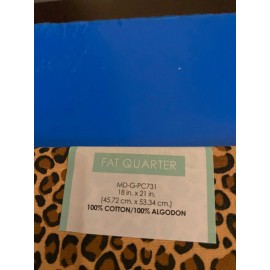 FAT QUARTER
MD-G-PC731
18 in. x 21 in.
(45.72 cm. x 53.34 cm.)
100% COTTON/100% ALGODON